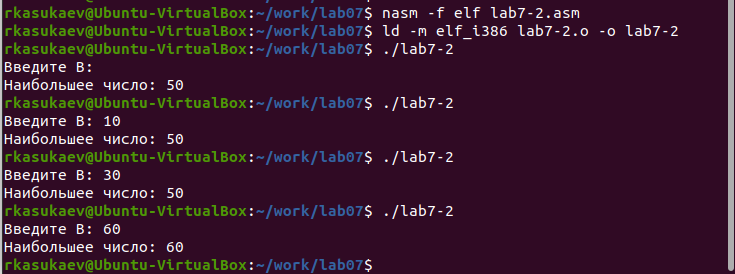 rkasukaev@Ubuntu-VirtualBox:~/work/lab07$ nasm -f elf lab7-2.asm
rkasukaev@Ubuntu-VirtualBox:~/work/lab07$ ld -m elf_i386 lab7-2.o -o lab7-2
rkasukaev@Ubuntu-VirtualBox:~/work/lab07$ ./lab7-2
Введите В:
Наибольшее число: 50
rkasukaev@Ubuntu-VirtualBox:~/work/lab07$ ./lab7-2
Введите В: 10
Наибольшее число: 50
rkasukaev@Ubuntu-VirtualBox:~/work/lab07$ ./lab7-2
Введите В: 30
Наибольшее число: 50
rkasukaev@Ubuntu-VirtualBox:~/work/lab07$ ./lab7-2
Введите В: 60
Наибольшее число: 60
rkasukaev@Ubuntu-VirtualBox:~/work/lab07$